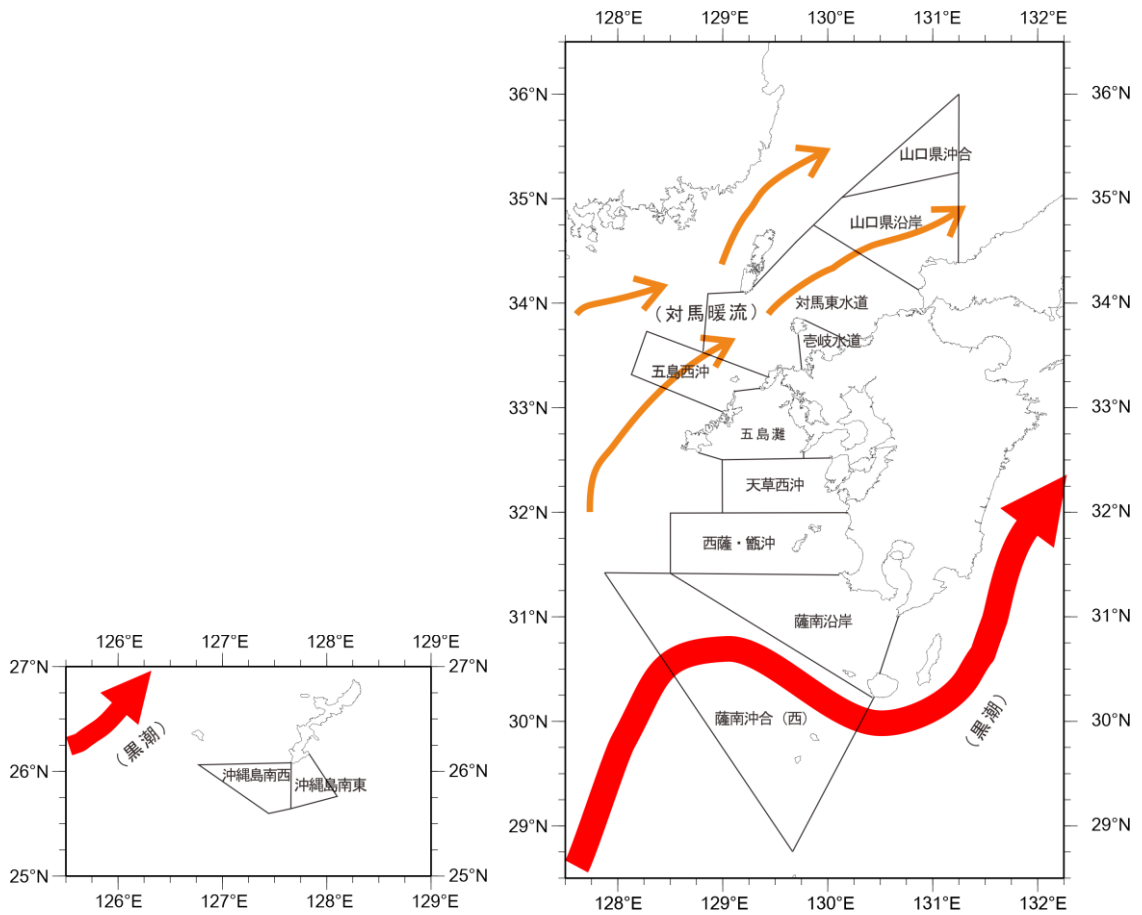 128°E 129°E 130°E 131°E 132°E
36°N 36°N
山口県沖合
35°N 35°N
山口県沿岸
34°N 34°N
対馬東水道
(対馬暖流)
壱岐水道
五島西沖
33°N 33°N
五島灘
天草西沖
32°N 32°N
西薩・甑沖
31°N 31°N
薩南沿岸
30°N 30°N
薩南沖合(西)
(黒潮)
29°N 29°N
128°E 129°E 130°E 131°E 132°E
126°E 127°E 128°E 129°E
27°N 27°N
(黒潮)
26°N 26°N
沖縄島南西
沖縄島南東
25°N 25°N
126°E 127°E 128°E 129°E